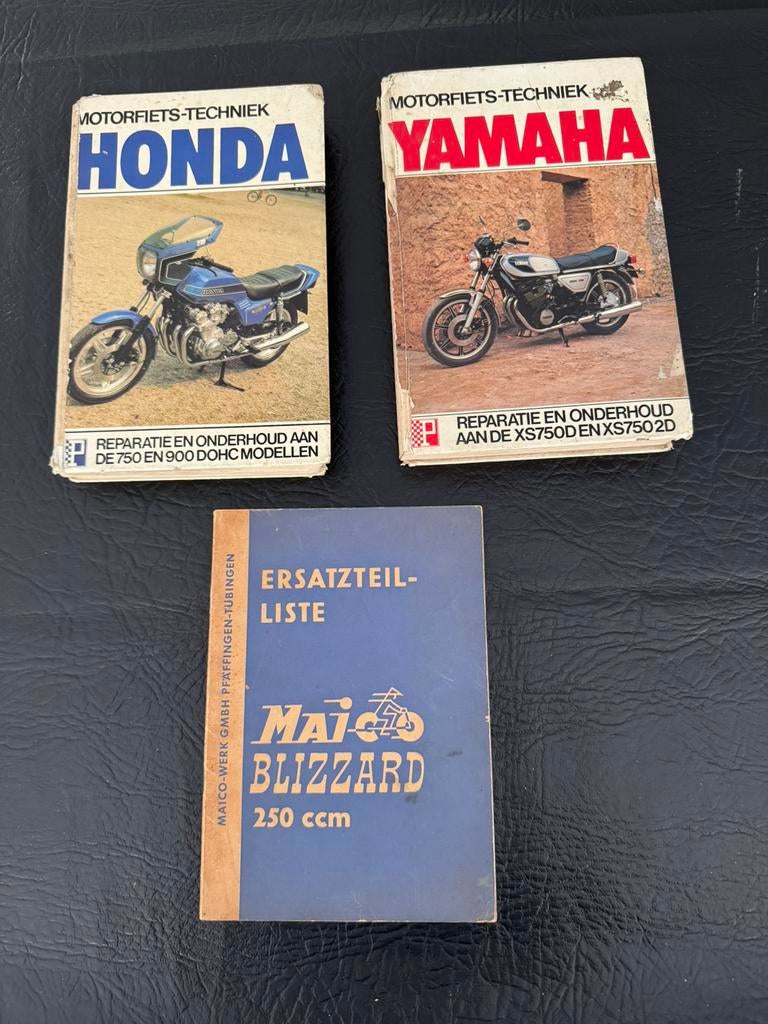 MOTORFIETS-TECHNIEK
HONDA
REPARATIE EN ONDERHOUD AAN
DE 750 EN 900 DOHC MODELLEN
MOTORFIETS-TECHNIEK
YAMAHA
REPARATIE EN ONDERHOUD
AAN DE XS750D EN XS750 2D
MAICO-WERK GMBH PFÄFFINGEN-TÜBINGEN
ERSATZTEIL-
LISTE
MAICO
BLIZZARD
250 ccm